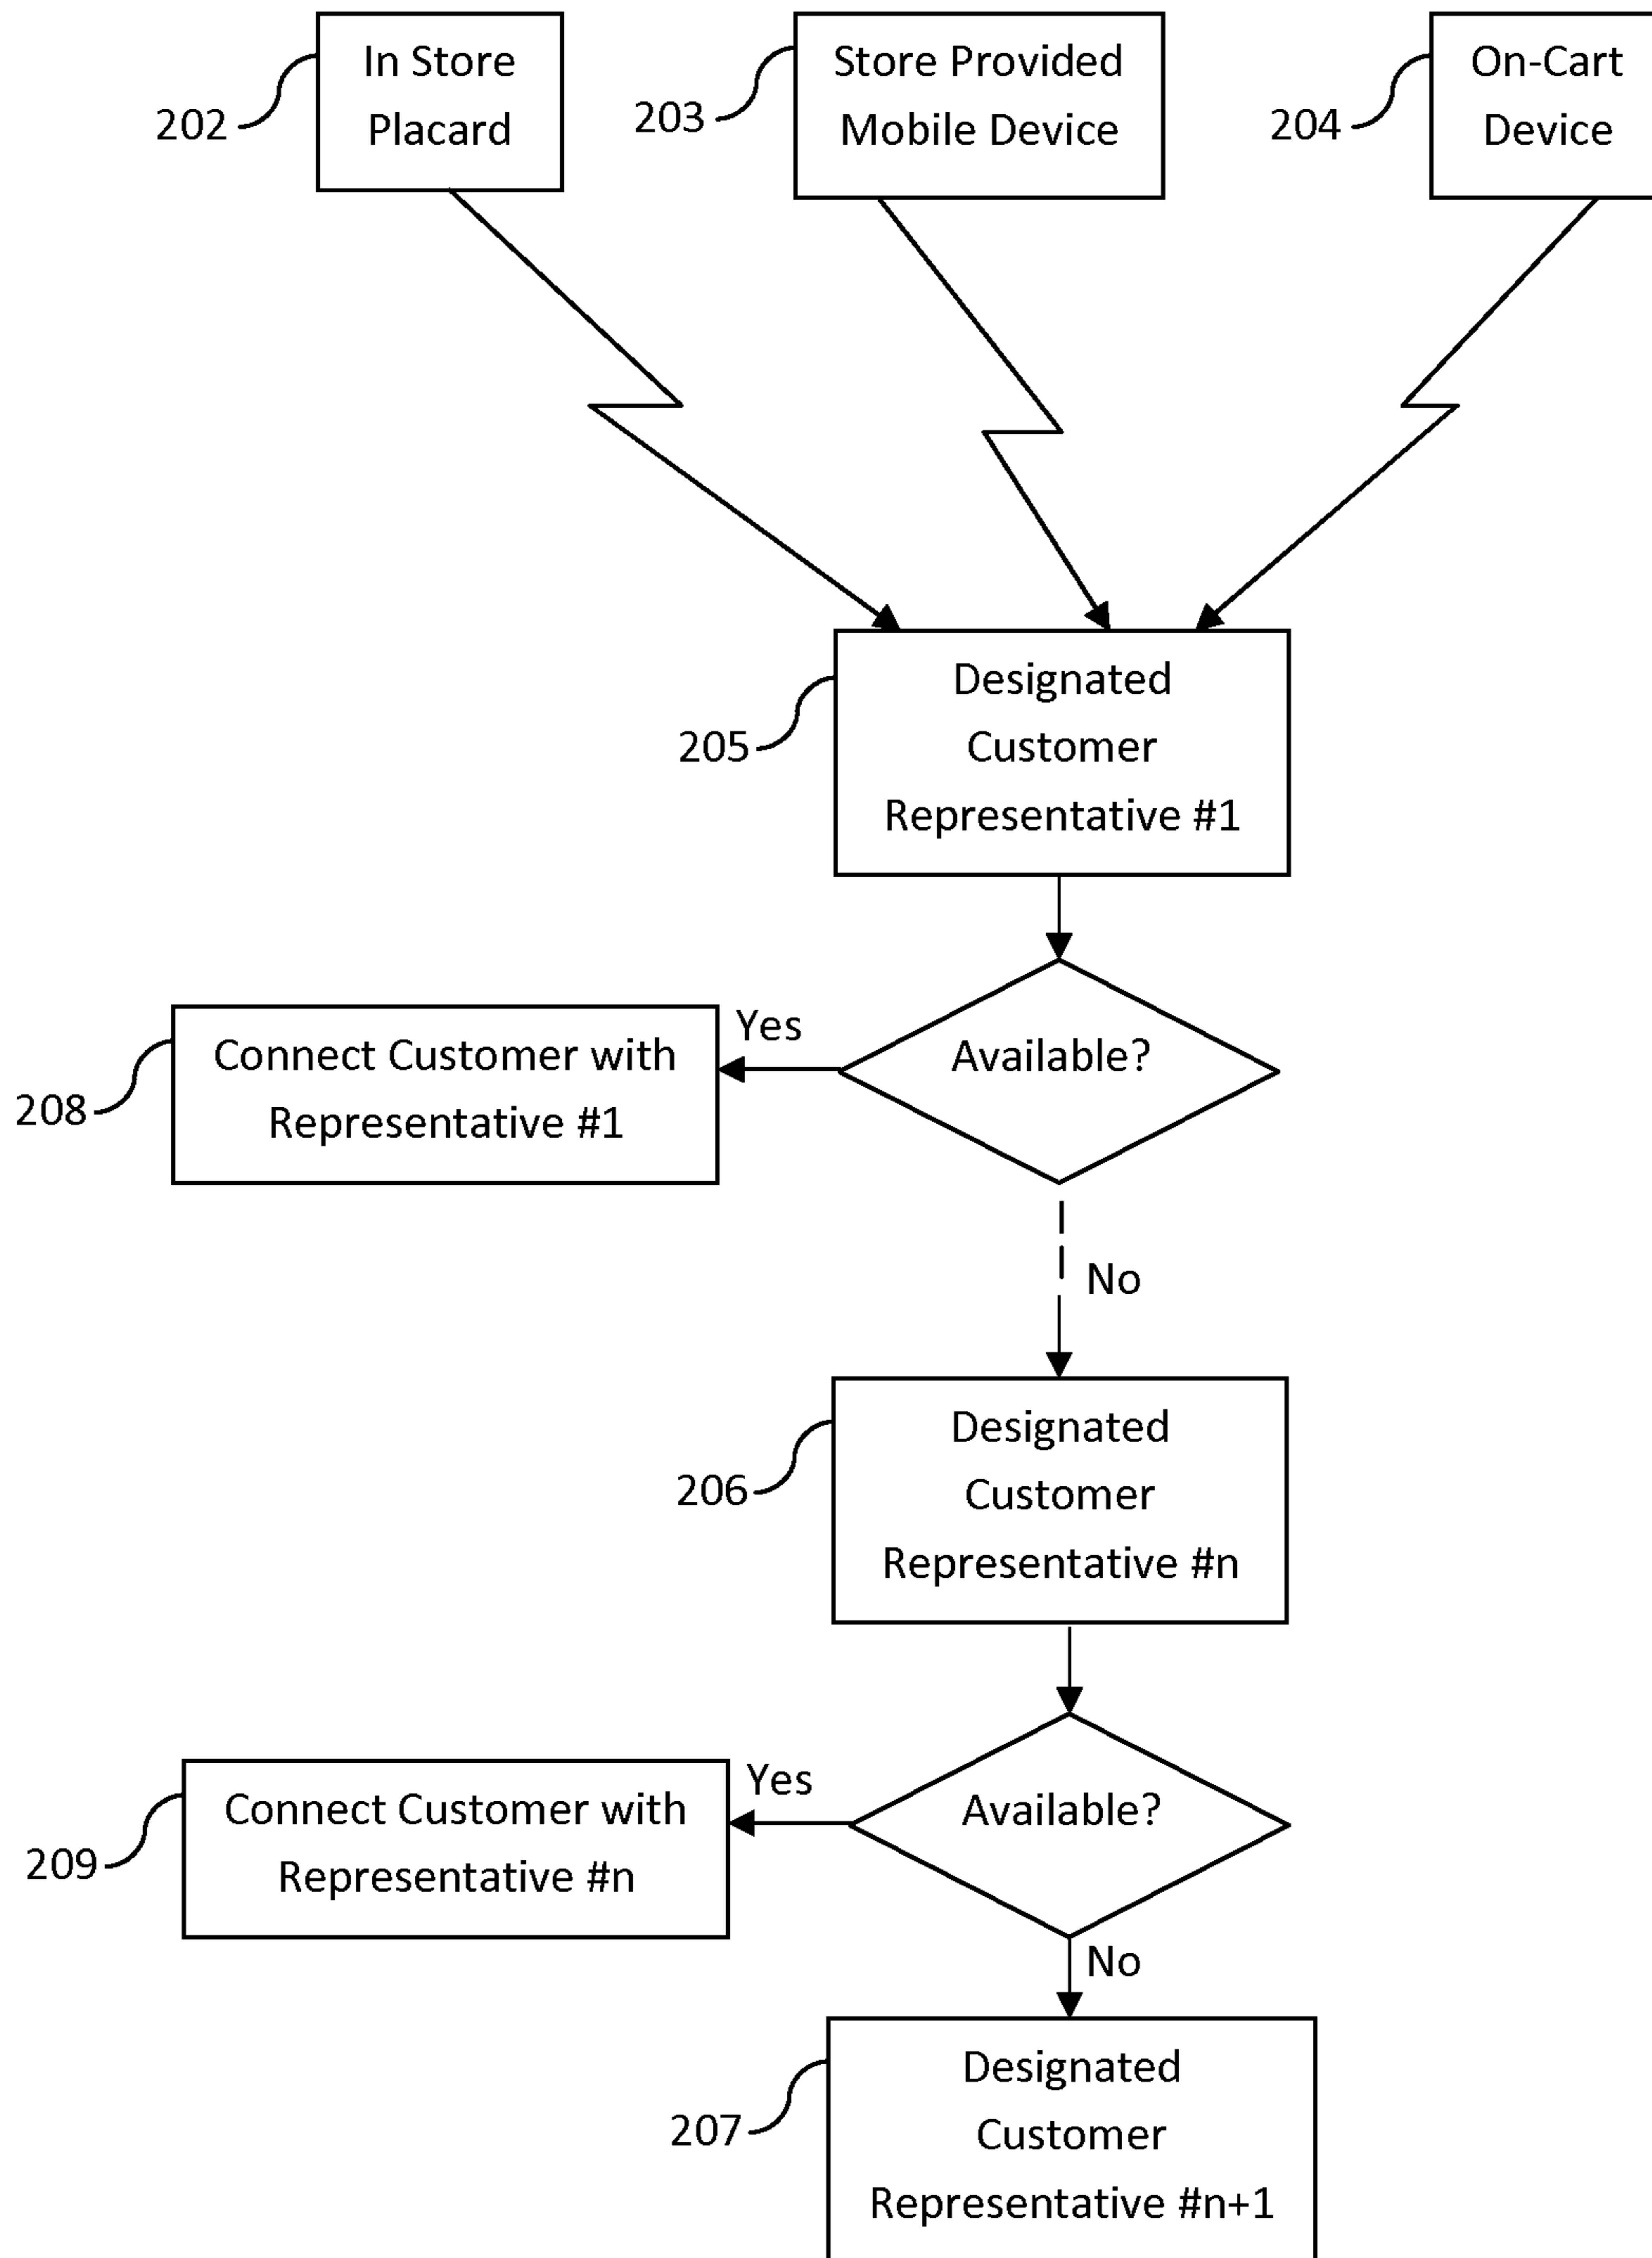 In Store
Placard
202
Store Provided
Mobile Device
203
On-Cart
Device
204
Designated
Customer
Representative #1
205
Available?
Yes
Connect Customer with
Representative #1
208
No
Designated
Customer
Representative #n
206
Available?
Yes
Connect Customer with
Representative #n
209
No
Designated
Customer
Representative #n+1
207